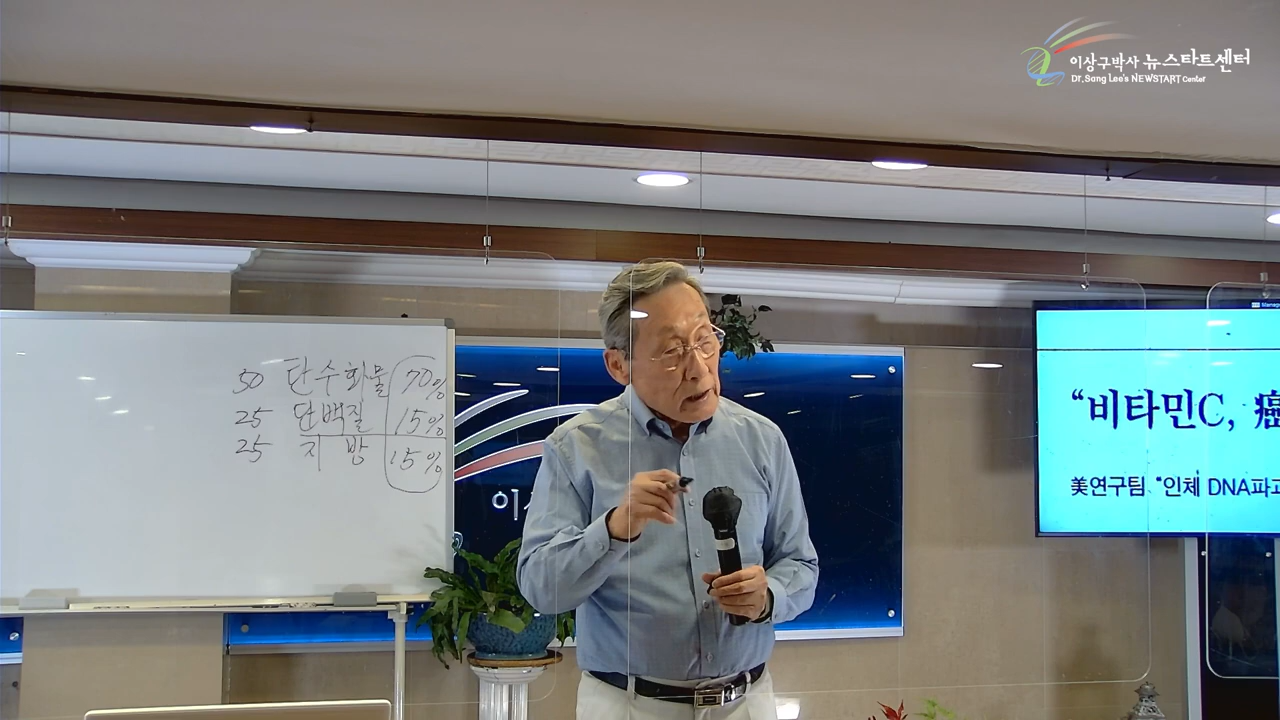 이상구박사 뉴스타트센터
Dr. Sang Lee's NEWSTART Center
50 단수화물 70%
25 단백질 15%
25 지방 15%
이
“비타민C, 癌
美연구팀 “인체 DNA파